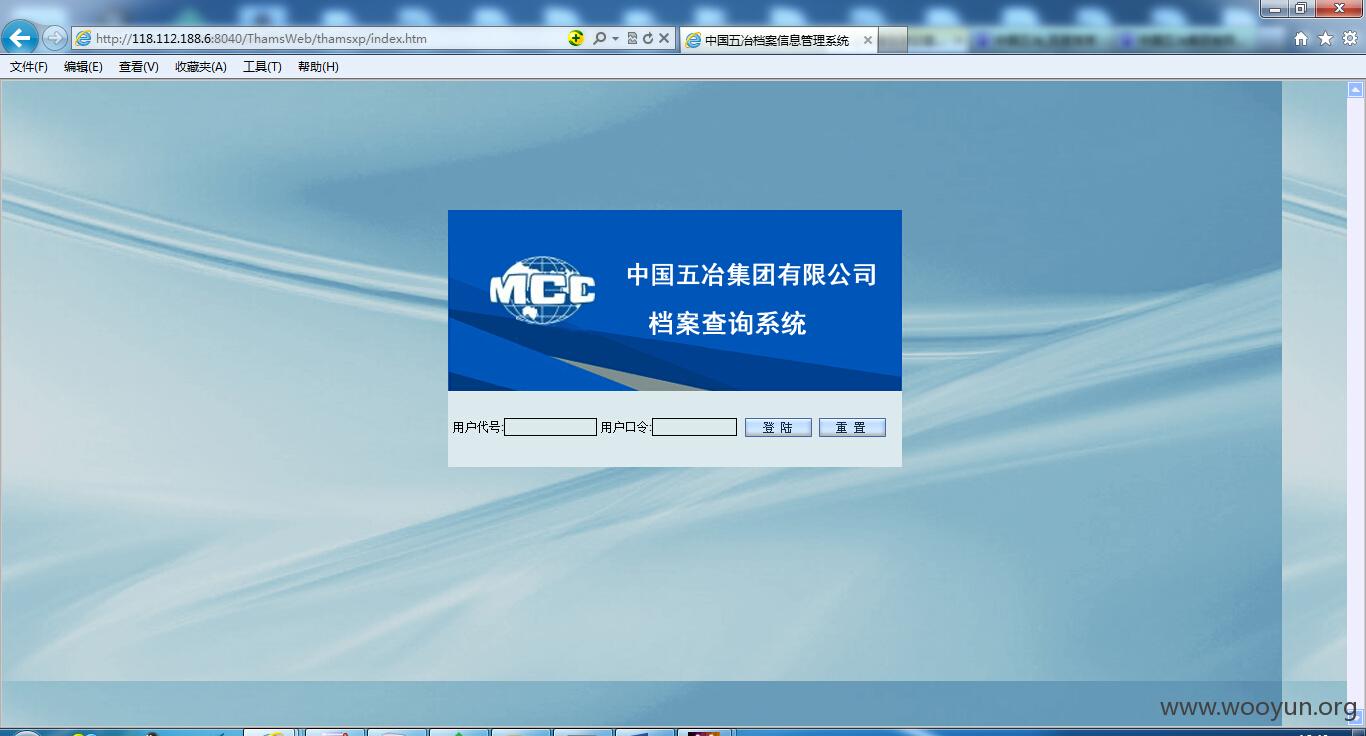 http://118.112.188.6:8040/ThamsWeb/thamsxp/index.htm
中国五冶档案信息管理系统
文件(F) 编辑(E) 查看(V) 收藏夹(A) 工具(T) 帮助(H)
MCC
中国五冶集团有限公司
档案查询系统
用户代号: 用户口令: 登 陆 重 置
www.wooyun.org